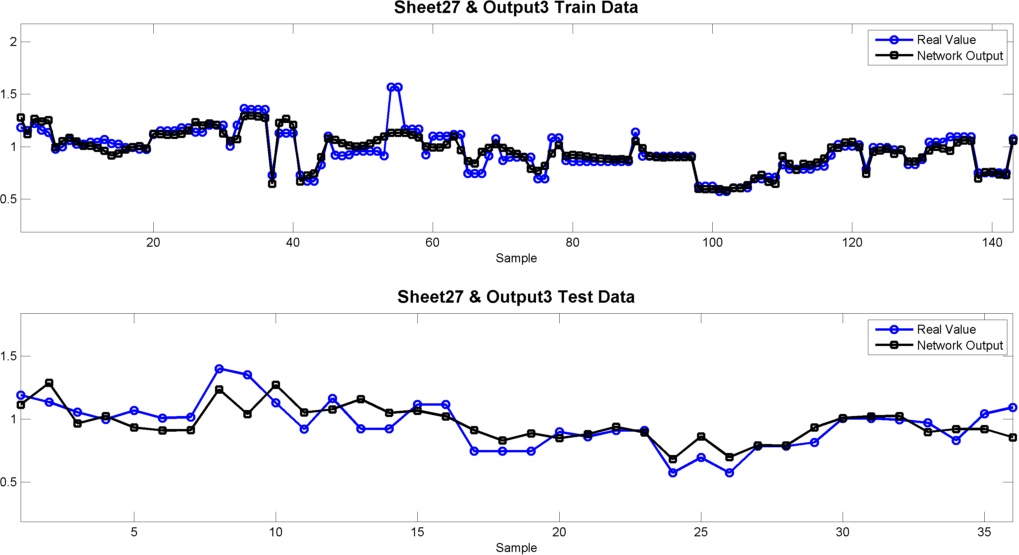 Sheet27 & Output3 Train Data
Real Value
Network Output
2
1.5
1
0.5
20 40 60 80 100 120 140
Sample
Sheet27 & Output3 Test Data
Real Value
Network Output
1.5
1
0.5
5 10 15 20 25 30 35
Sample